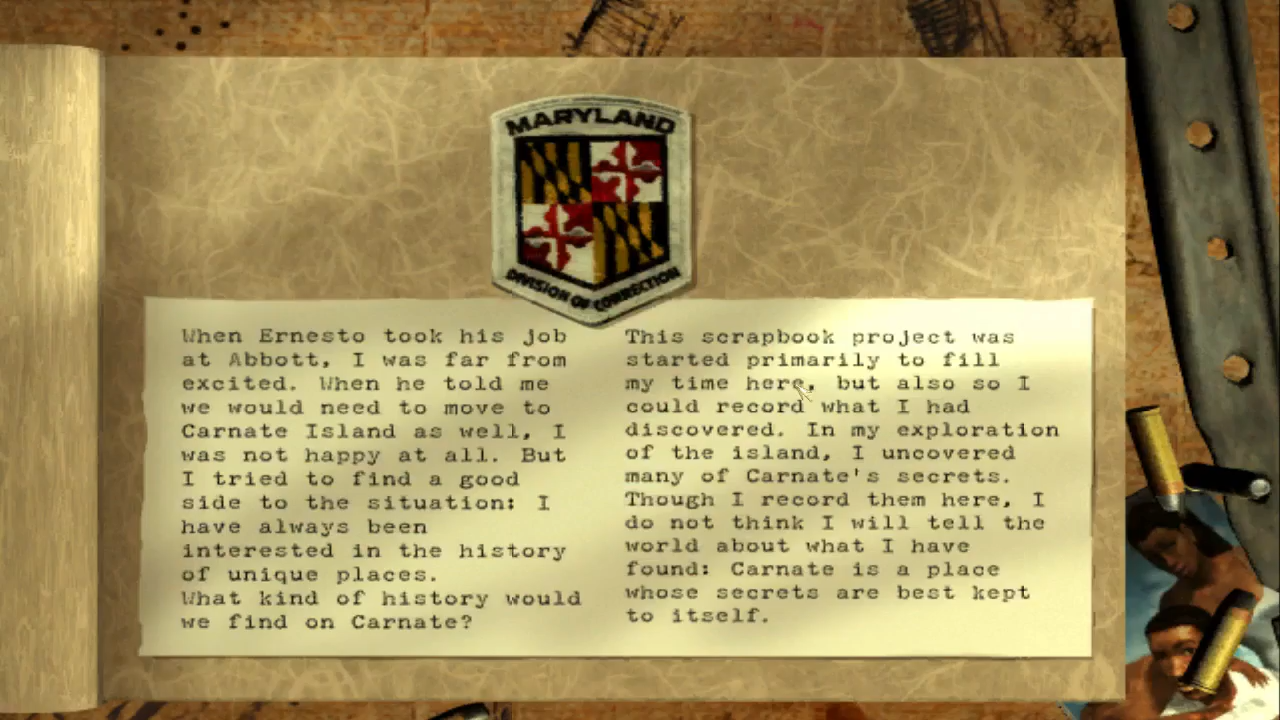 MARYLAND
DIVISION OF CORRECTION
When Ernesto took his job
at Abbott, I was far from
excited. When he told me
we would need to move to
Carnate Island as well, I
was not happy at all. But
I tried to find a good
side to the situation: I
have always been
interested in the history
of unique places.
What kind of history would
we find on Carnate?
This scrapbook project was
started primarily to fill
my time here, but also so I
could record what I had
discovered. In my exploration
of the island, I uncovered
many of Carnate's secrets.
Though I record them here, I
do not think I will tell the
world about what I have
found: Carnate is a place
whose secrets are best kept
to itself.